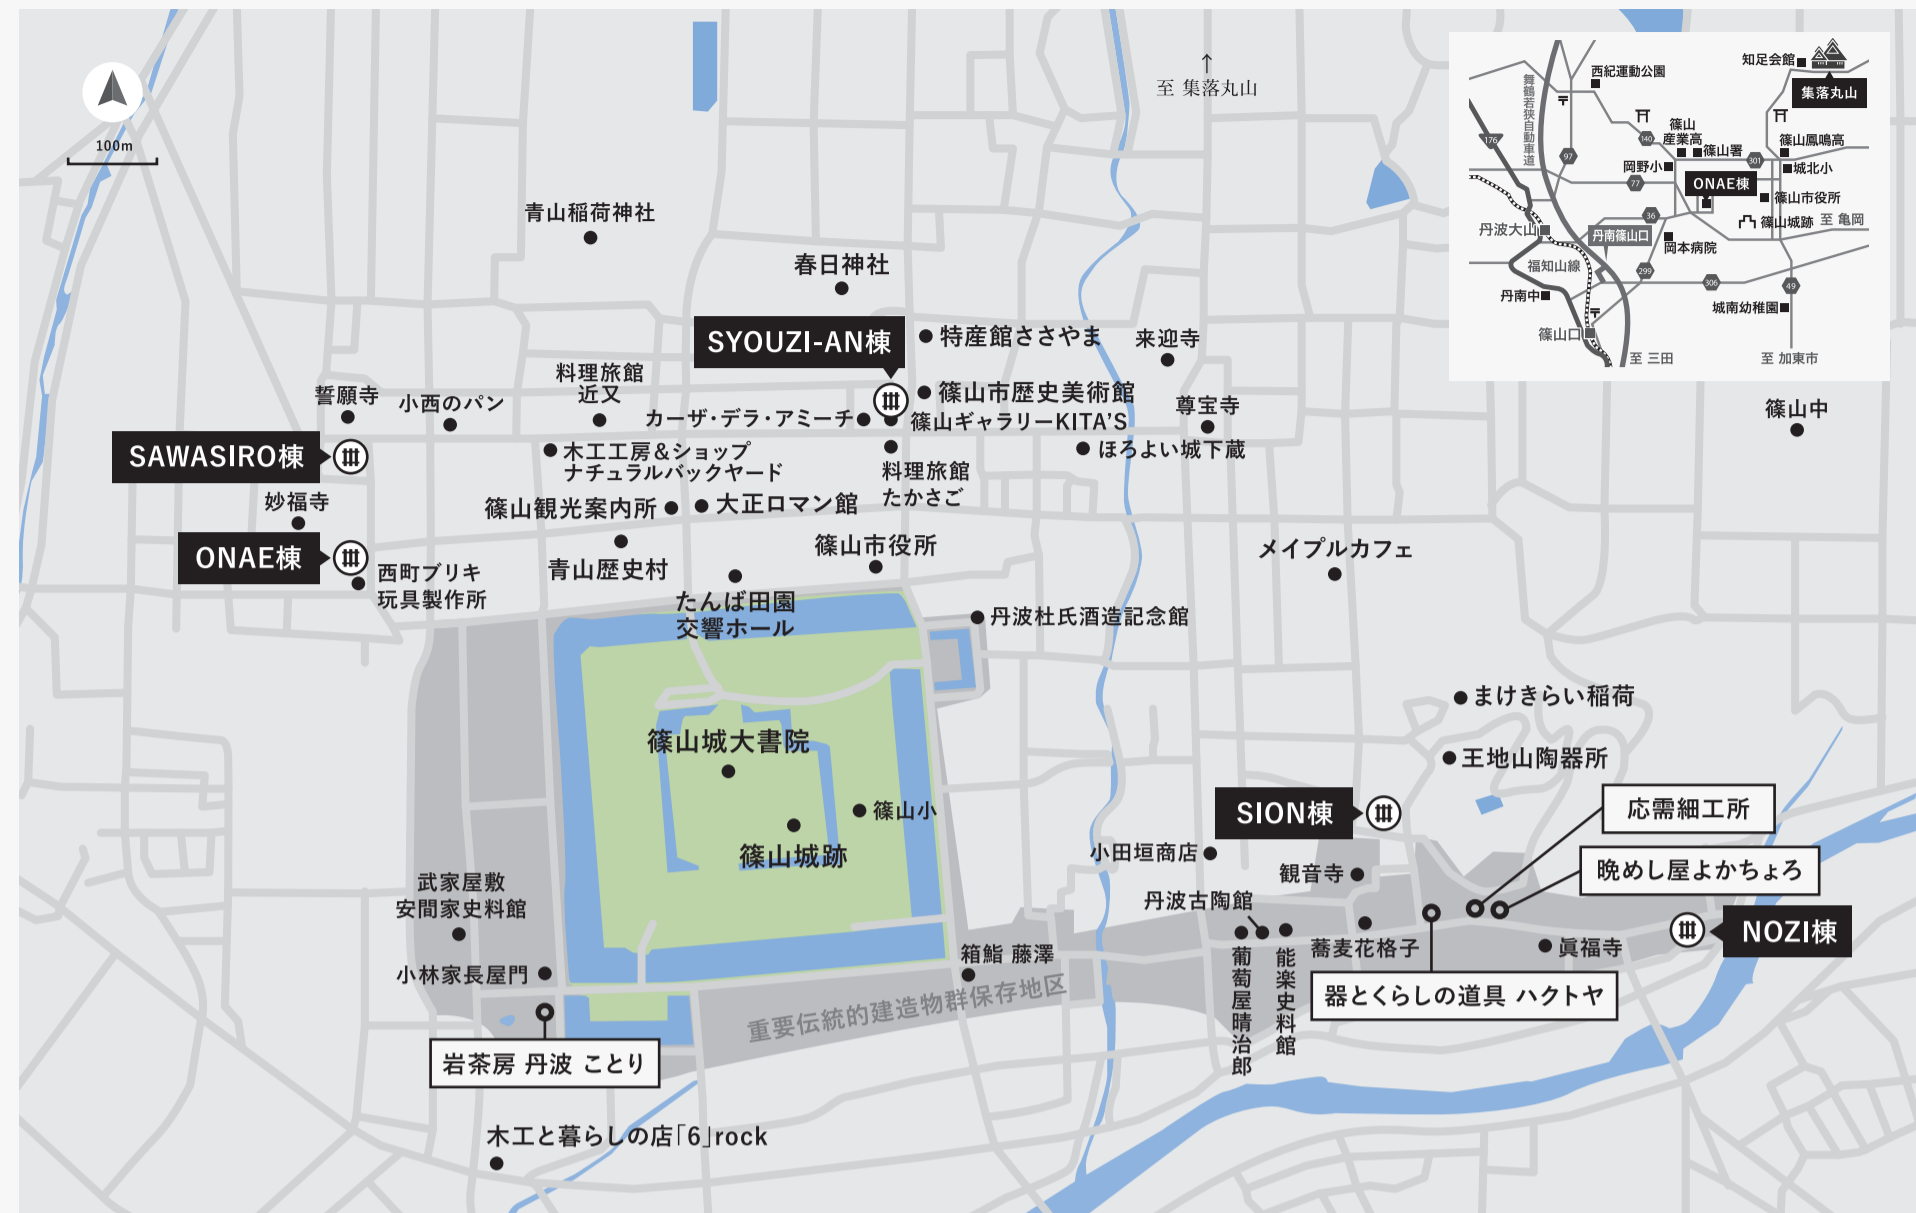 100m
↑
至 集落丸山
青山稲荷神社
春日神社
SYOUZI-AN棟
特産館ささやま
来迎寺
料理旅館
近又
誓願寺
小西のパン
カーザ・デラ・アミーチ
篠山市歴史美術館
篠山ギャラリーKITA'S
尊宝寺
ほろよい城下蔵
篠山中
SAWASIRO棟
木工工房&ショップ
ナチュラルバックヤード
料理旅館
たかさご
妙福寺
篠山観光案内所
大正ロマン館
ONAE棟
西町ブリキ
玩具製作所
青山歴史村
篠山市役所
メイプルカフェ
たんば田園
交響ホール
丹波杜氏酒造記念館
まけきらい稲荷
王地山陶器所
篠山城大書院
篠山小
篠山城跡
SION棟
応需細工所
小田垣商店
観音寺
晩めし屋よかちょろ
武家屋敷
安間家史料館
丹波古陶館
NOZI棟
小林家長屋門
箱鮨 藤澤
葡萄屋晴治郎
能楽史料館
蕎麦花格子
眞福寺
器とくらしの道具 ハクトヤ
重要伝統的建造物群保存地区
岩茶房 丹波 ことり
木工と暮らしの店「6」rock
知足会館
集落丸山
西紀運動公園
舞鶴若狭自動車道
176
97
140
篠山
産業高
篠山署
301
篠山鳳鳴高
岡野小
城北小
77
ONAE棟
篠山市役所
36
篠山城跡
至 亀岡
丹波大山
丹南篠山口
岡本病院
福知山線
299
306
49
丹南中
城南幼稚園
篠山口
至 三田
至 加東市